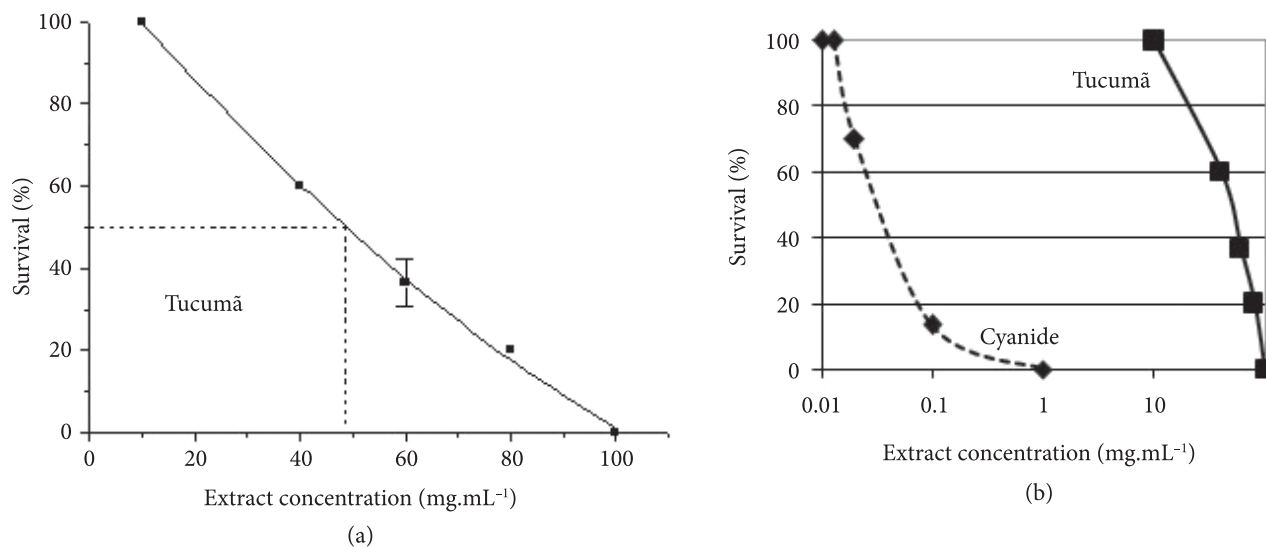 100
80
60
40
20
0
Survival (%)
Tucumã
0 20 40 60 80 100
Extract concentration (mg.mL⁻¹)
(a)
100
80
60
40
20
0
Survival (%)
Tucumã
Cyanide
0.01 0.1 1 10
Extract concentration (mg.mL⁻¹)
(b)